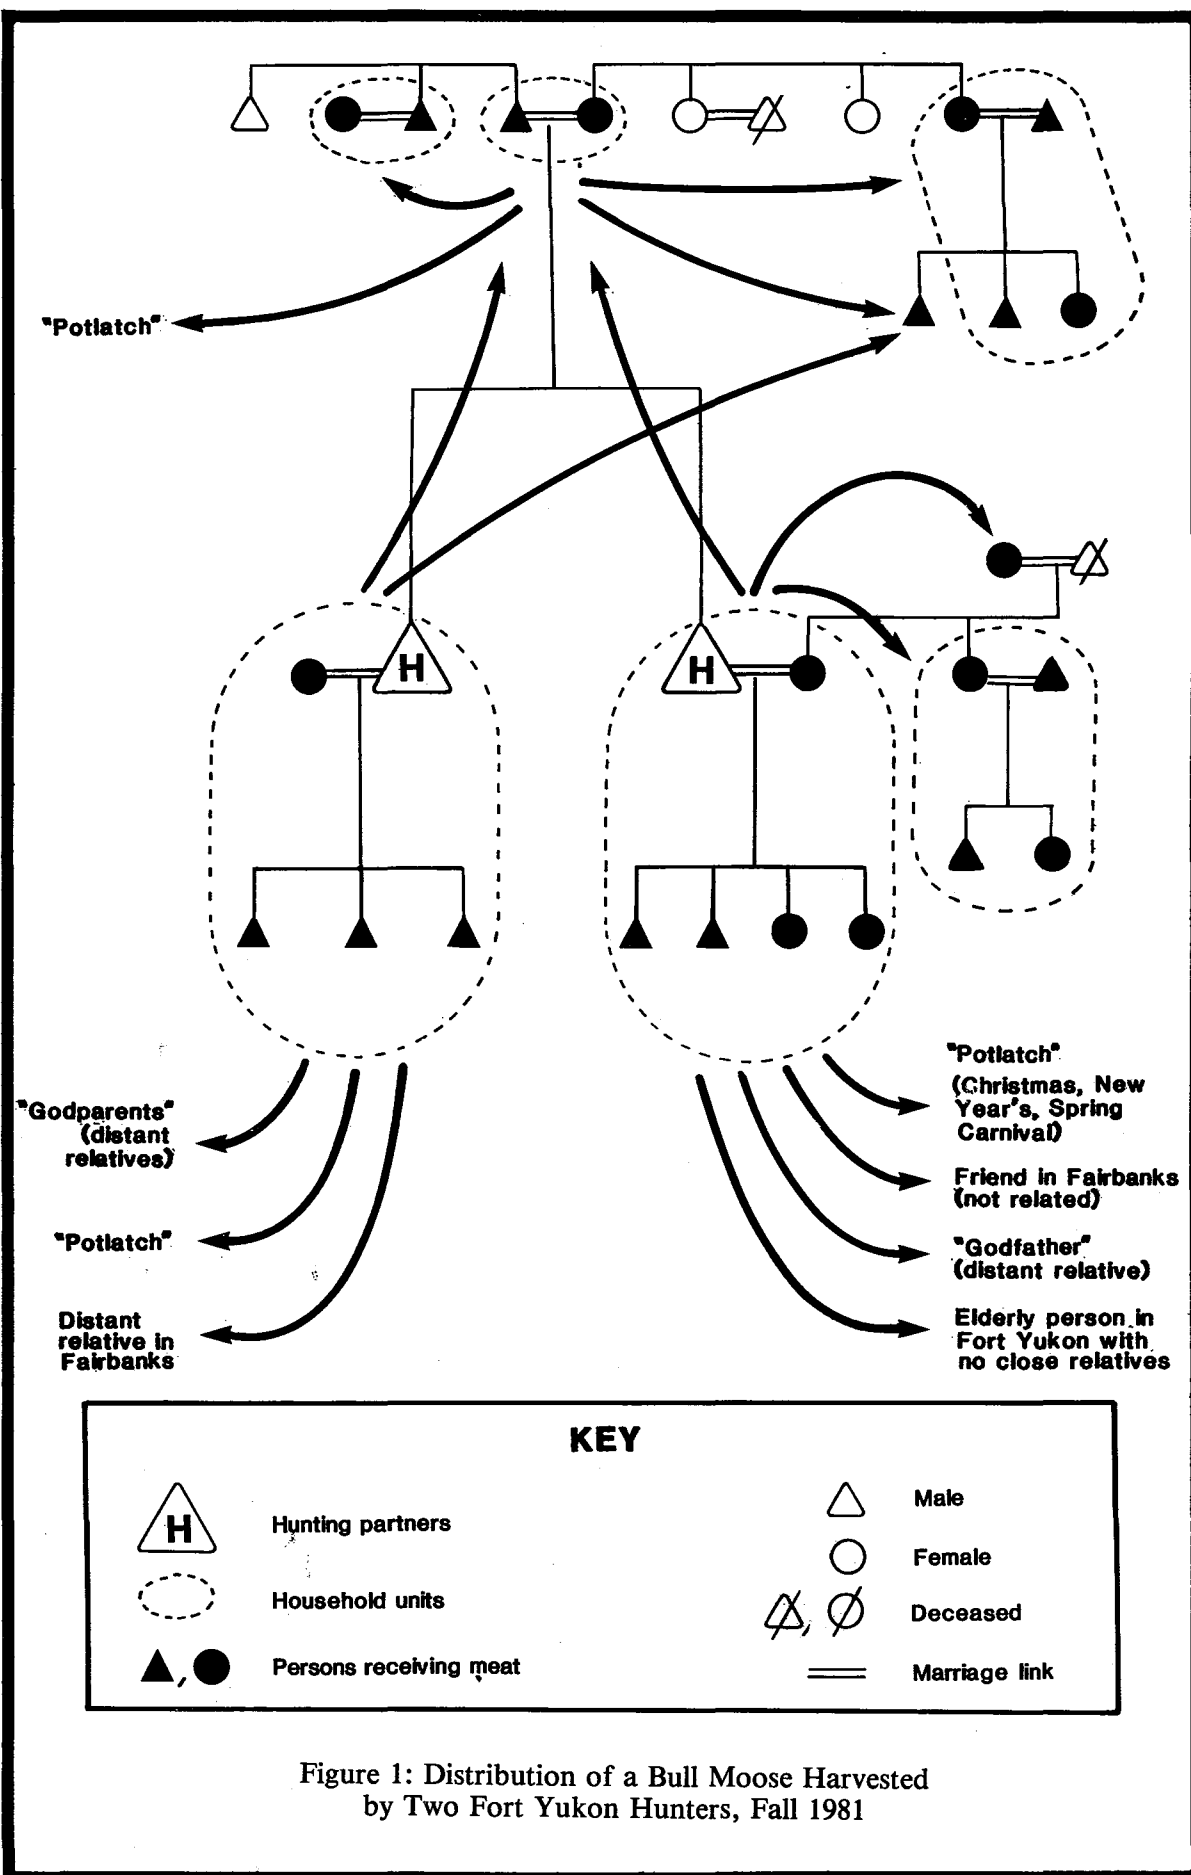 "Potlatch"
H
H
"Godparents"
(distant
relatives)
"Potlatch"
Distant
relative in
Fairbanks
"Potlatch"
(Christmas, New
Year's, Spring
Carnival)
Friend in Fairbanks
(not related)
"Godfather"
(distant relative)
Elderly person in
Fort Yukon with
no close relatives
KEY
H
Hunting partners
Household units
Persons receiving meat
Male
Female
Deceased
Marriage link
Figure 1: Distribution of a Bull Moose Harvested
by Two Fort Yukon Hunters, Fall 1981